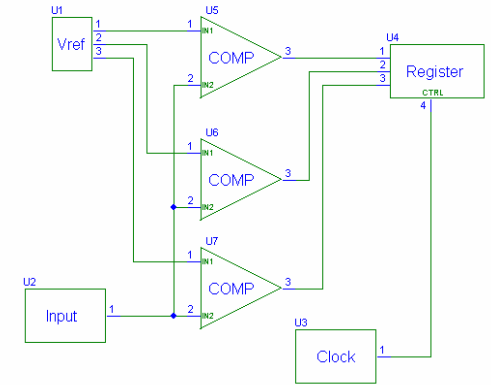 U1
Vref
1
2
3
U5
1 IN1
COMP
2 IN2
3
U4
1
2
3
Register
CTRL
4
U6
1 IN1
COMP
2 IN2
3
U7
1 IN1
COMP
2 IN2
3
U2
Input
1
U3
Clock
1